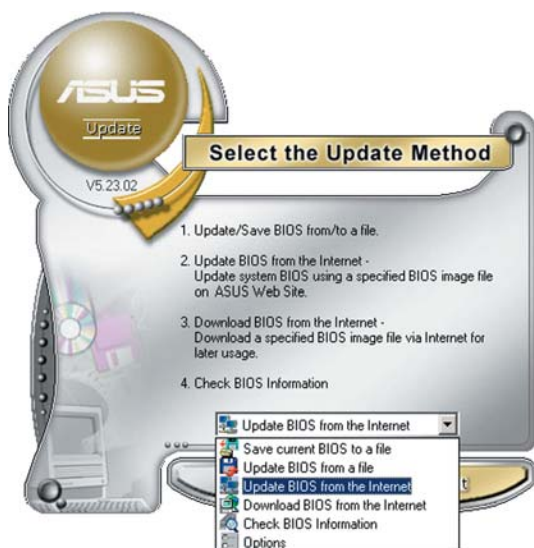 ASUS
Update
V5.23.02
Select the Update Method
1. Update/Save BIOS from/to a file.
2. Update BIOS from the Internet -
Update system BIOS using a specified BIOS image file
on ASUS Web Site.
3. Download BIOS from the Internet -
Download a specified BIOS image file via Internet for
later usage.
4. Check BIOS Information
Update BIOS from the Internet
Save current BIOS to a file
Update BIOS from a file
Update BIOS from the Internet
Download BIOS from the Internet
Check BIOS Information
Options